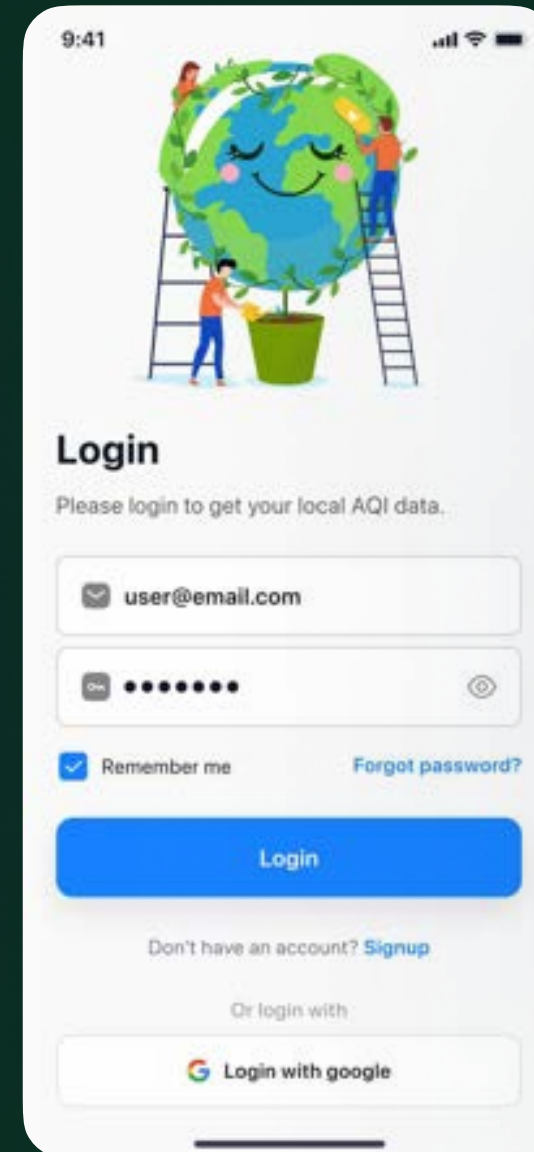 9:41
Login
Please login to get your local AQI data.
user@email.com
•••••••
Remember me Forgot password?
Login
Don't have an account? Signup
Or login with
Login with google